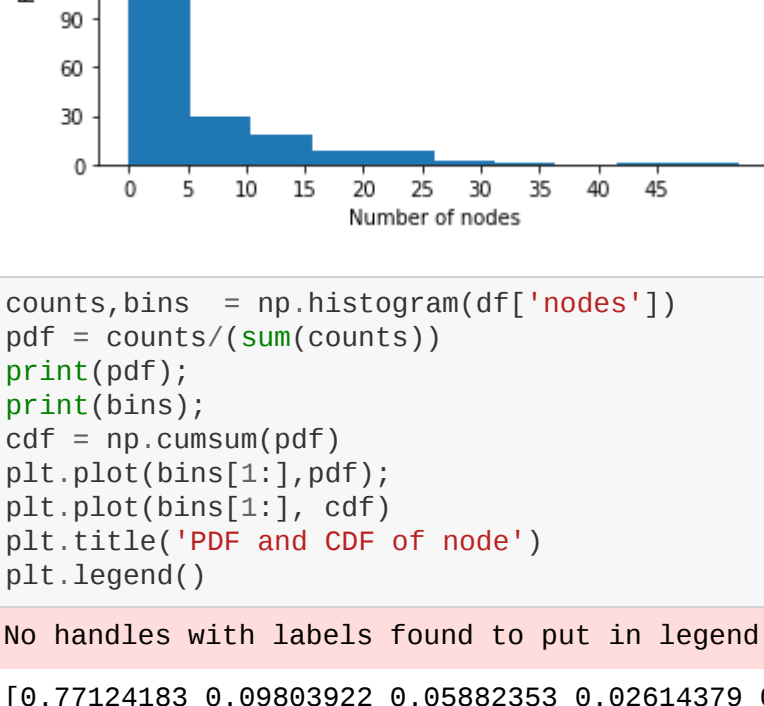 90
60
30
0
0 5 10 15 20 25 30 35 40 45
Number of nodes
counts,bins  = np.histogram(df['nodes'])
pdf = counts/(sum(counts))
print(pdf);
print(bins);
cdf = np.cumsum(pdf)
plt.plot(bins[1:],pdf);
plt.plot(bins[1:], cdf)
plt.title('PDF and CDF of node')
plt.legend()
No handles with labels found to put in legend
[0.77124183 0.09803922 0.05882353 0.02614379